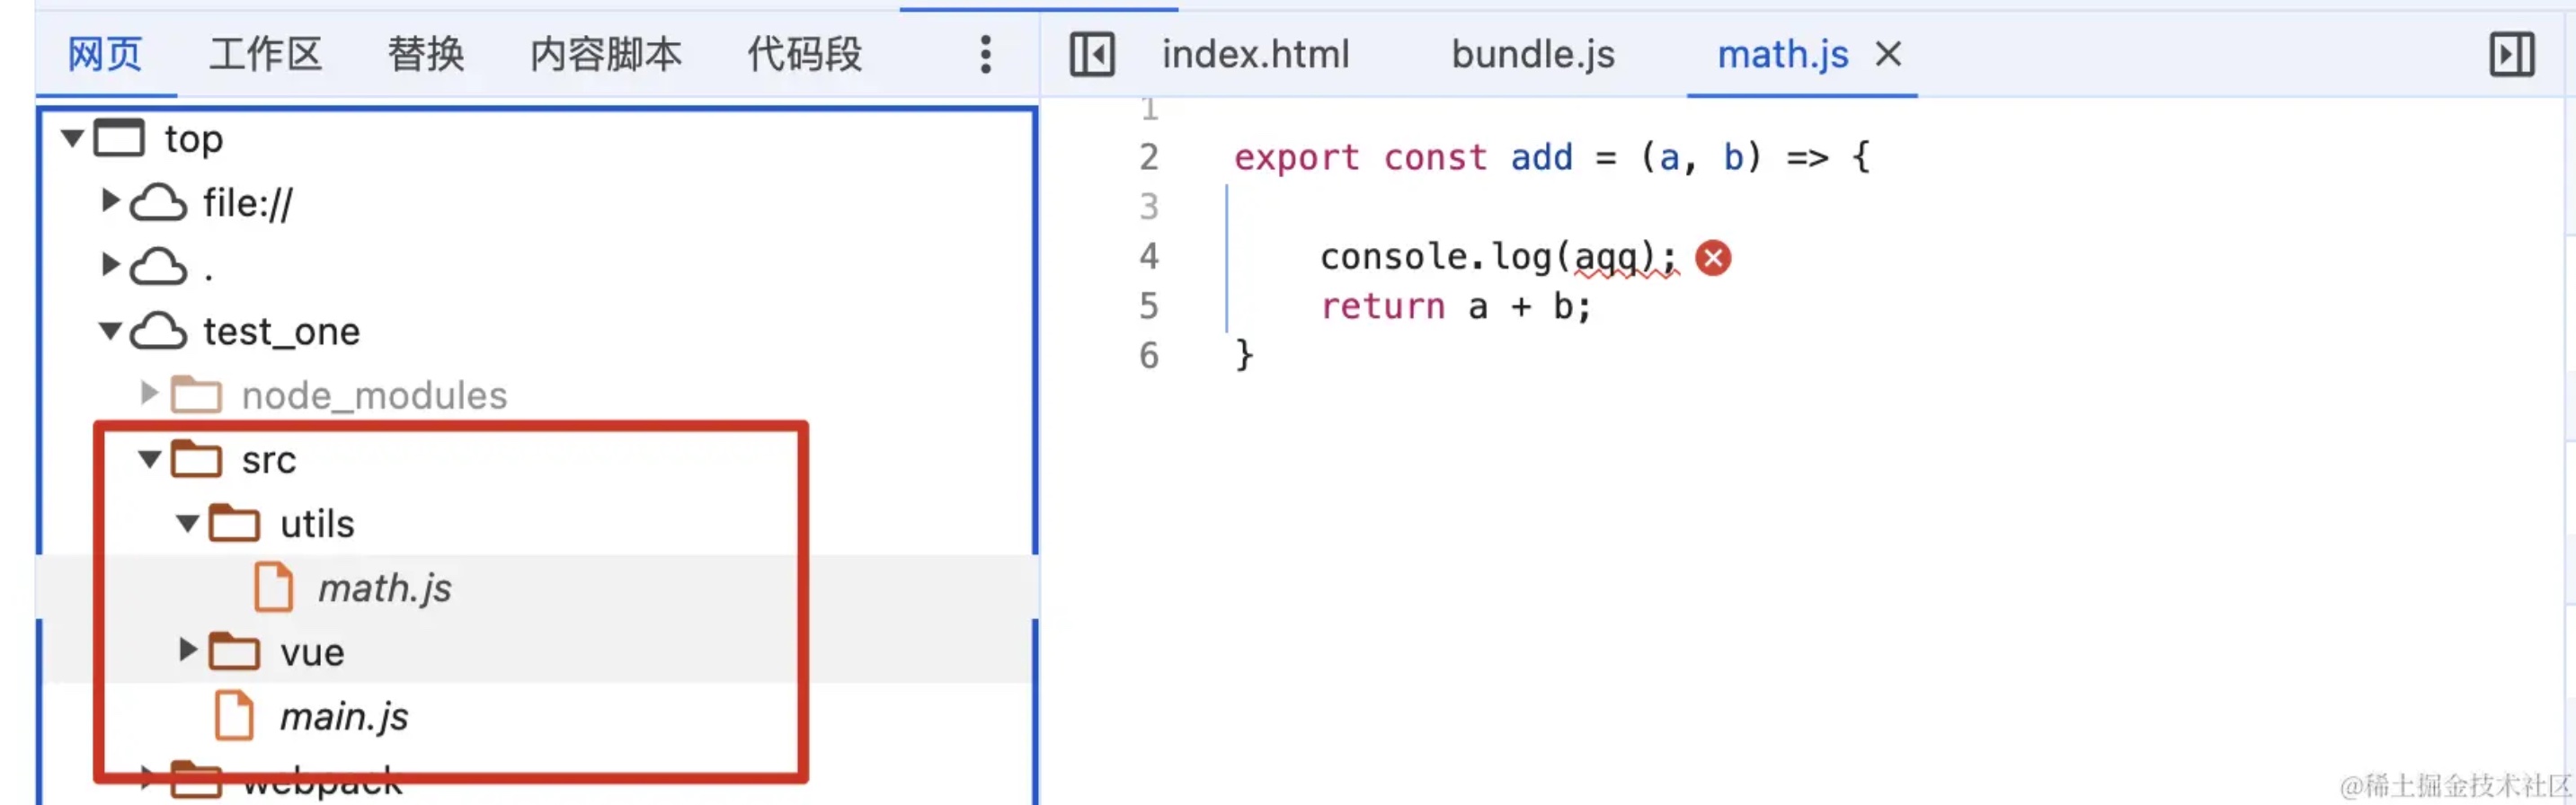 网页 工作区 替换 内容脚本 代码段
top
file://
.
test_one
node_modules
src
utils
math.js
vue
main.js
webpack
index.html bundle.js math.js
1
2 export const add = (a, b) => {
3
4 console.log(aqq);
5 return a + b;
6 }
@稀土掘金技术社区